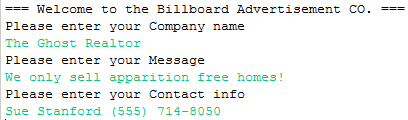 === Welcome to the Billboard Advertisement CO. ===
Please enter your Company name
The Ghost Realtor
Please enter your Message
We only sell apparition free homes!
Please enter your Contact info
Sue Stanford (555) 714-8050